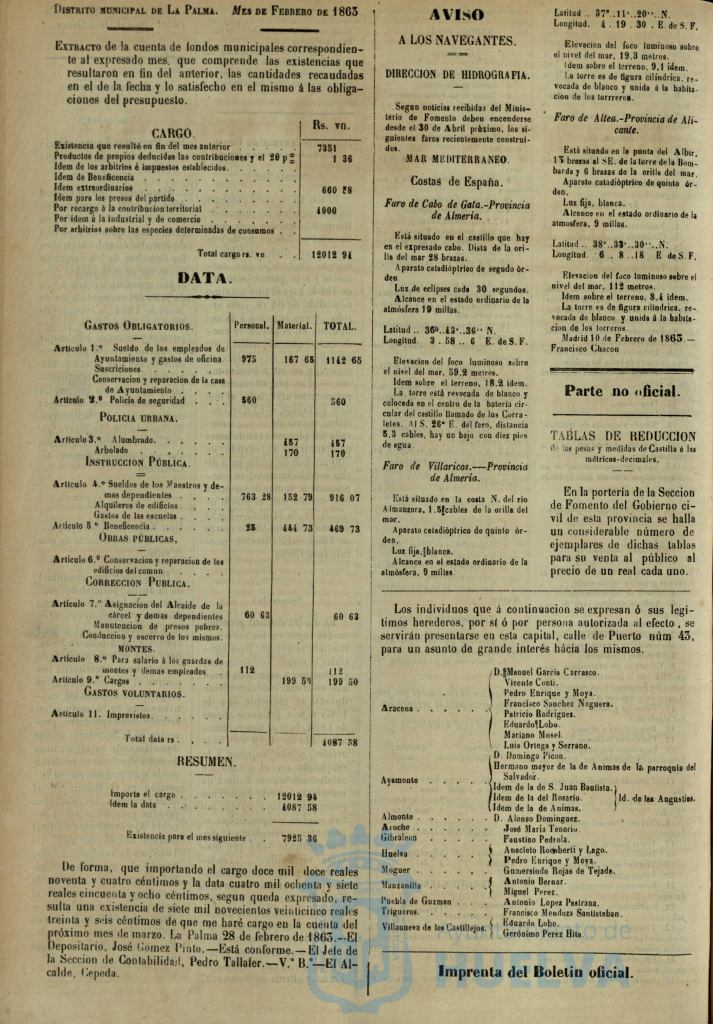 DISTRITO MUNICIPAL DE LA PALMA. MES DE FEBRERO DE 1863
EXTRACTO de la cuenta de fondos municipales correspondien-
te al expresado mes, que comprende las existencias que
resultaron en fin del anterior, las cantidades recaudadas
en el de la fecha y lo satisfecho en el mismo á las obliga-
ciones del presupuesto.
CARGO. Rs. vn.
Existencia que resultó en fin del mes anterior . . . . 7351
Productos de propios deducidas las contribuciones y el 20 p% 1 36
Idem de los arbitrios é impuestos establecidos. . . . .
Idem de Beneficencia . . . . . .
Idem extraordinarios . . . . . . 660 58
Idem para los presos del partido . . . . .
Por recargo á la contribucion territorial . . . . 4000
Por idem á la industrial y de comercio . . . . .
Por arbitrios sobre las especies determinadas de consumos . .
Total cargo rs. vn . . 12012 94
DATA.
GASTOS OBLIGATORIOS. Personal. Material. TOTAL.
Artículo 1.º Sueldo de los empleados de
Ayuntamiento y gastos de oficina 975 167 65 1142 65
Suscriciones. . . . . .
Conservacion y reparacion de la casa
de Ayuntamiento . . . .
Artículo 2.º Policía de seguridad . . . 560 560
POLICIA URBANA.
Artículo 3.º Alumbrado. . . . . . 457 457
Arbolado . . . . . . 170 170
INSTRUCCION PÚBLICA.
Artículo 4.º Sueldos de los Maestros y de-
mas dependientes . . . . 763 28 152 79 916 07
Alquileres de edificios . . . .
Gastos de las escuelas . . . .
Artículo 5.º Beneficencia . . . . . 25 444 73 469 73
OBRAS PÚBLICAS,
Artículo 6.º Conservacion y reparacion de los
edificios del comun . . . .
CORRECCION PUBLICA.
Artículo 7.º Asignacion del Alcaide de la
cárcel y demas dependientes 60 63 60 63
Manutencion de presos pobres.
Conduccion y socorro de los mismos.
MONTES.
Artículo 8.º Para salario á los guardas de
montes y demas empleados . . 112 112
Artículo 9.º Cargas . . . . . . 199 50 199 50
GASTOS VOLUNTARIOS.
Artículo 11. Imprevistos. . . . .
Total data rs . . . . 4087 58
RESUMEN.
Importa el cargo . . . . . . 12012 94
Idem la data . . . . . . 4087 58
Existencia para el mes siguiente . . 7925 36
De forma, que importando el cargo doce mil doce reales
noventa y cuatro céntimos y la data cuatro mil ochenta y siete
reales cincuenta y ocho céntimos, segun queda expresado, re-
sulta una existencia de siete mil novecientos veinticinco reales
treinta y seis céntimos de que me haré cargo en la cuenta del
próximo mes de marzo. La Palma 28 de febrero de 1863.—El
Depositario, José Gomez Pinto.—Está conforme.—El Jefe de
la Seccion de Contabilidad, Pedro Tallafer.—V.º B.º—El Al-
calde, Cepeda.
AVISO
A LOS NAVEGANTES.
DIRECCION DE HIDROGRAFIA.
Segun noticias recibidas del Minis-
terio de Fomento deben encenderse
desde el 30 de Abril próximo, los si-
guientes faros recientemente construi-
dos.
MAR MEDITERRANEO.
Costas de España.
Faro de Cabo de Gata.-Provincia
de Almería.
Está situado en el castillo que hay
en el expresado cabo. Dista de la ori-
lla del mar 28 brazas.
Aparato catadióptrico de segudo ór-
den
Luz de eclipses cada 30 segundos.
Alcance en el estado ordinario de la
atmósfera 19 millas.
Latitud . . 36º..43'.36'' N.
Longitud. 3 . 58 . . 6 E. de S. F.
Elevacion del foco luminoso sobre
el nivel del mar, 59,2 metros.
Idem sobre el terreno, 18,2 idem.
La torre está revocada de blanco y
colocada en el centro de la batería cir-
cular del castillo llamado de los Corra-
letes. Al S. 26º E. del faro, distancia
5,3 cables, hay un bajo con diez pies
de agua.
Faro de Villaricos.—Provincia
de Almeria.
Está situado en la costa N. del rio
Almanzora, 1,5 cables de la orilla del
mar.
Aparato catadióptrico de quinto ór-
den,
Luz fija, blanca.
Alcance en el estado ordinario de la
atmósfera, 9 millas
Latitud .. 37º..11'..20''..N.
Longitud. 4 . 19 . 30 . E. de S. F.
Elevacion del foco luminoso sobre
el nivel del mar, 19,3 metros.
Idem sobre el terreno, 9,1 idem.
La torre es de figura cilíndrica, re-
vocada de blanco y unida á la habita-
cion de los torrreros.
Faro de Altea.-Provincia de Ali-
cante.
Está situado en la punta del Albir,
15 brazas al SE. de la torre de la Bom-
barda y 6 brazas de la orilla del mar.
Aparato catadióptrico de quinto ór-
den.
Luz fija, blanca.
Alcance en el estado ordinario de la
atmósfera, 9 millas.
Latitud .. 38º..33'..30''..N.
Longitud . 6 . 8 . .18 E de S.F.
Elevacion del foco luminoso sobre el
nivel del mar, 112 metros.
Idem sobre el terreno, 8,4 idem.
La torre es de figura cilíndrica, re-
vocada de blanco y unida á la habita-
cion de los torreros.
Madrid 10 de Febrero de 1863.—
Francisco Chacon
Parte no oficial.
TABLAS DE REDUCCION
de las pesas y medidas de Castilla á las
métricos-decimales.
En la portería de la Seccion
de Fomento del Gobierno ci-
vil de esta provincia se halla
un considerable número de
ejemplares de dichas tablas
para su venta al público al
precio de un real cada uno.
Los individuos que á continuacion se expresan ó sus legi
timos herederos, por sí ó por persona autorizada al efecto, se
servirán presentarse en esta capital, calle de Puerto núm 43,
para un asunto de grande interés hácia los mismos.
Aracena . . . . . D. Manuel García Carrasco.
Vicente Conti.
Pedro Enrique y Moya.
Francisco Sanchez Noguera.
Patricio Rodriguez.
Eduardo Lobo.
Mariano Mosel.
Luis Ortega y Serrano.
Ayamonte . . . . . D. Domingo Picon.
Hermano mayor de la de Animas de la parroquia del
Salvador.
Idem de la de S. Juan Bautista.
Idem de la del Rosario. Id. de las Angustias.
Idem de la de Animas.
Almonte . . . . . D. Alonso Dominguez.
Aroche . . . . . José María Tenorio
Gibraleon . . . . . Faustino Pedrola.
Huelva . . . . . Anacleto Romberti y Lago.
Pedro Enrique y Moya.
Moguer . . . . . Gumersindo Rojas de Tejada.
Manzanilla . . . . . Antonio Bernar.
Miguel Perez.
Puebla de Guzman . . . Antonio Lopez Pastrana.
Trigueros. . . . . Francisco Mendoza Santisteban.
Villanueva de los Castillejos. Eduardo Lobo.
Gerónimo Perez Hita
Imprenta del Boletin oficial.
Ayuntamiento de
HUELVA